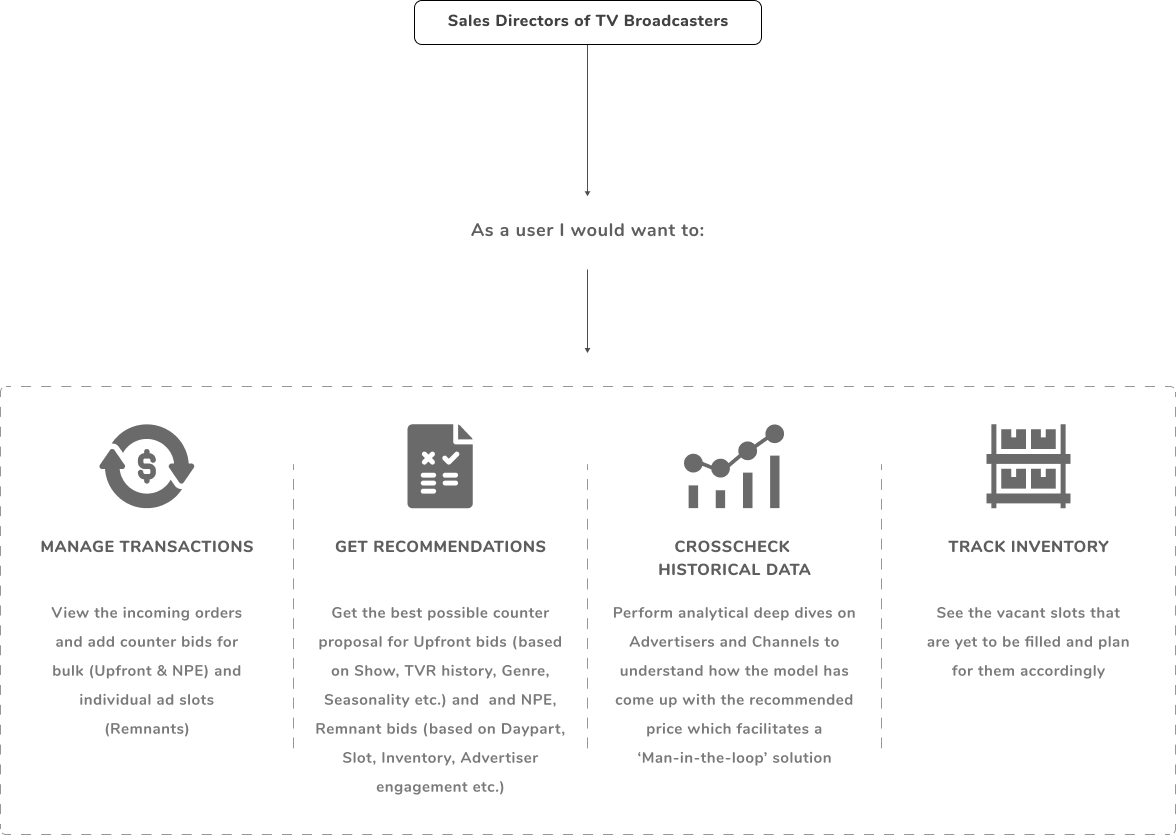 Sales Directors of TV Broadcasters
As a user I would want to:
MANAGE TRANSACTIONS
View the incoming orders
and add counter bids for
bulk (Upfront & NPE) and
individual ad slots
(Remnants)
GET RECOMMENDATIONS
Get the best possible counter
proposal for Upfront bids (based
on Show, TVR history, Genre,
Seasonality etc.) and  and NPE,
Remnant bids (based on Daypart,
Slot, Inventory, Advertiser
engagement etc.)
CROSSCHECK
HISTORICAL DATA
Perform analytical deep dives on
Advertisers and Channels to
understand how the model has
come up with the recommended
price which facilitates a
‘Man-in-the-loop’ solution
TRACK INVENTORY
See the vacant slots that
are yet to be filled and plan
for them accordingly